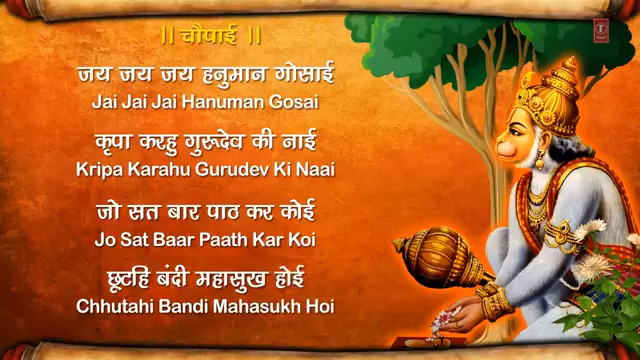 ॥ चौपाई ॥
जय जय जय हनुमान गोसाई
Jai Jai Jai Hanuman Gosai
कृपा करहु गुरूदेव की नाई
Kripa Karahu Gurudev Ki Naai
जो सत बार पाठ कर कोई
Jo Sat Baar Paath Kar Koi
छूटहि बंदी महासुख होई
Chhutahi Bandi Mahasukh Hoi